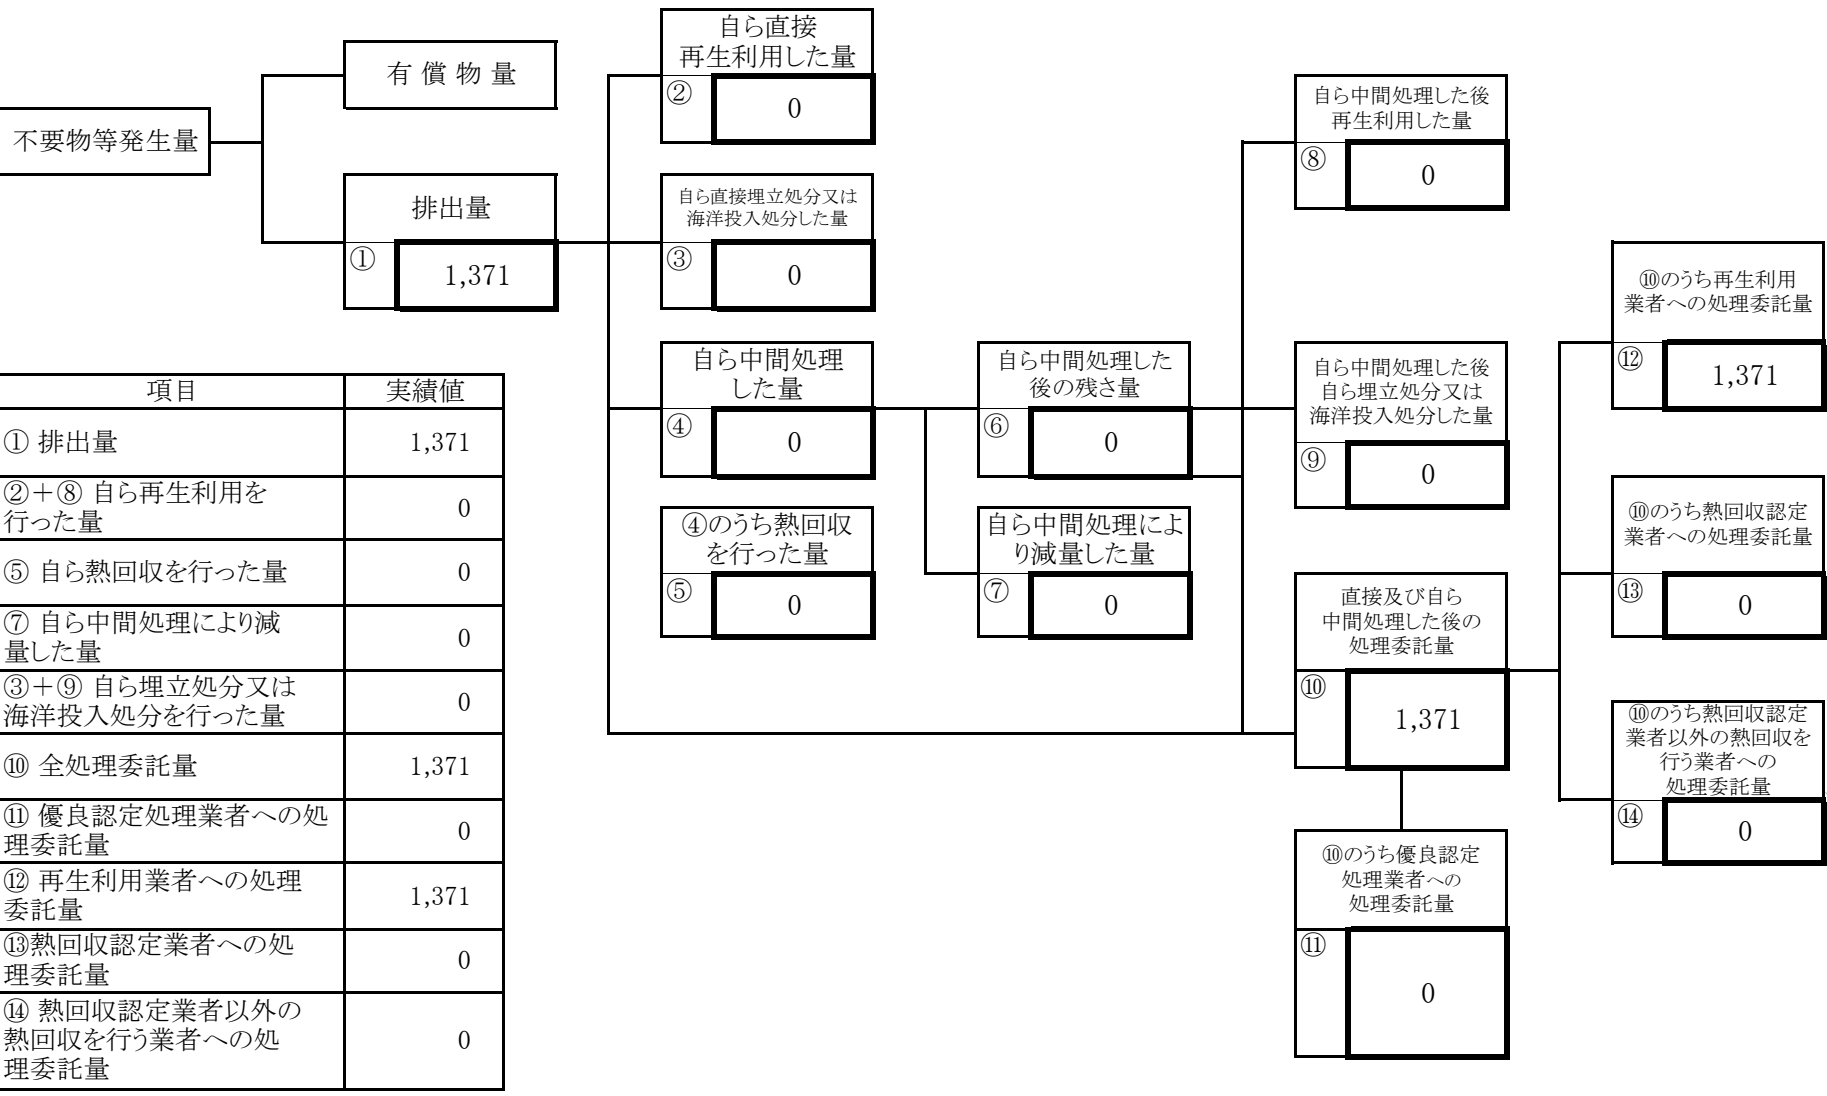 不要物等発生量
有 償 物 量
排出量
①
1,371
自ら直接
再生利用した量
②
0
自ら直接埋立処分又は
海洋投入処分した量
③
0
自ら中間処理
した量
④
0
④のうち熱回収
を行った量
⑤
0
自ら中間処理した
後の残さ量
⑥
0
自ら中間処理によ
り減量した量
⑦
0
自ら中間処理した後
再生利用した量
⑧
0
自ら中間処理した後
自ら埋立処分又は
海洋投入処分した量
⑨
0
直接及び自ら
中間処理した後の
処理委託量
⑩
1,371
⑩のうち優良認定
処理業者への
処理委託量
⑪
0
⑩のうち再生利用
業者への処理委託量
⑫
1,371
⑩のうち熱回収認定
業者への処理委託量
⑬
0
⑩のうち熱回収認定
業者以外の熱回収を
行う業者への
処理委託量
⑭
0
項目 実績値
① 排出量 1,371
②＋⑧ 自ら再生利用を
行った量 0
⑤ 自ら熱回収を行った量 0
⑦ 自ら中間処理により減
量した量 0
③＋⑨ 自ら埋立処分又は
海洋投入処分を行った量 0
⑩ 全処理委託量 1,371
⑪ 優良認定処理業者への処
理委託量 0
⑫ 再生利用業者への処理
委託量 1,371
⑬熱回収認定業者への処
理委託量 0
⑭ 熱回収認定業者以外の
熱回収を行う業者への処
理委託量 0